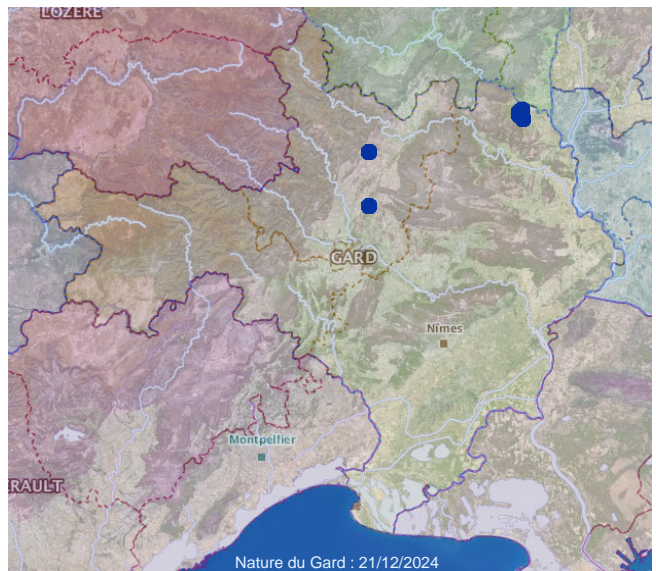 LOZÈRE
GARD
Nîmes
Montpellier
ÉRAULT
Nature du Gard : 21/12/2024